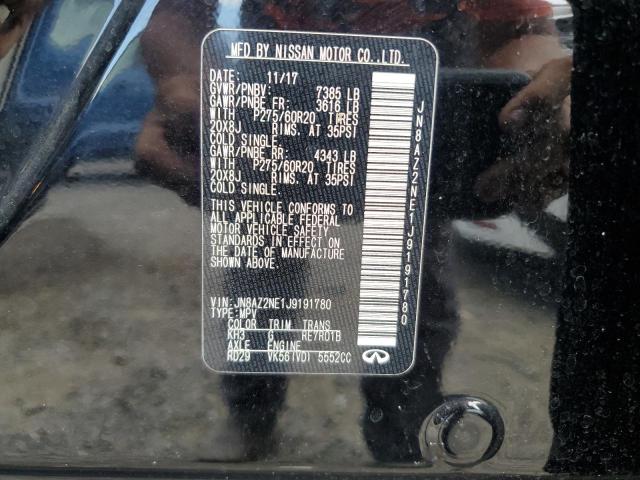 MFD BY NISSAN MOTOR CO.,LTD.
DATE: 11/17
GVWR/PNBV: 7385 LB
GAWR/PNBE FR: 3616 LB
WITH P275/60R20 TIRES
20X8J RIMS. AT 35PSI
COLD SINGLE.
GAWR/PNBE RR: 4343 LB
WITH P275/60R20 TIRES
20X8J RIMS. AT 35PSI
COLD SINGLE.
THIS VEHICLE CONFORMS TO
ALL APPLICABLE FEDERAL
MOTOR VEHICLE SAFETY
STANDARDS IN EFFECT ON
THE DATE OF MANUFACTURE
SHOWN ABOVE.
VIN:JN8AZ2NE1J9191780
TYPE:MPV
COLOR TRIM TRANS
KH3 G RE7R01B
AXLE ENGINE
RD29 VK56(VD) 5552CC
JN8AZ2NE1J9191780